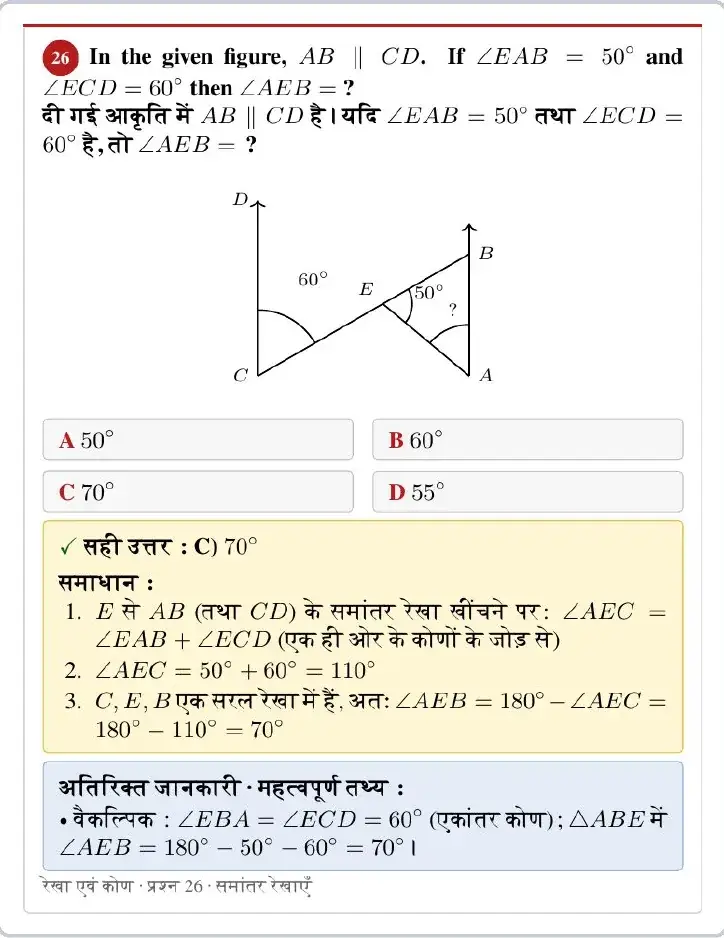 26 In the given figure, AB ∥ CD. If ∠EAB = 50° and
∠ECD = 60° then ∠AEB = ?
दी गई आकृति में AB ∥ CD है। यदि ∠EAB = 50° तथा ∠ECD =
60° है, तो ∠AEB = ?
D
B
60°
E
50°
?
C
A
A 50°
B 60°
C 70°
D 55°
✓ सही उत्तर : C) 70°
समाधान :
1. E से AB (तथा CD) के समांतर रेखा खींचने पर: ∠AEC =
∠EAB + ∠ECD (एक ही ओर के कोणों के जोड़ से)
2. ∠AEC = 50° + 60° = 110°
3. C, E, B एक सरल रेखा में हैं, अतः ∠AEB = 180° − ∠AEC =
180° − 110° = 70°
अतिरिक्त जानकारी · महत्वपूर्ण तथ्य :
• वैकल्पिक : ∠EBA = ∠ECD = 60° (एकांतर कोण); △ABE में
∠AEB = 180° − 50° − 60° = 70°।
रेखा एवं कोण · प्रश्न 26 · समांतर रेखाएँ